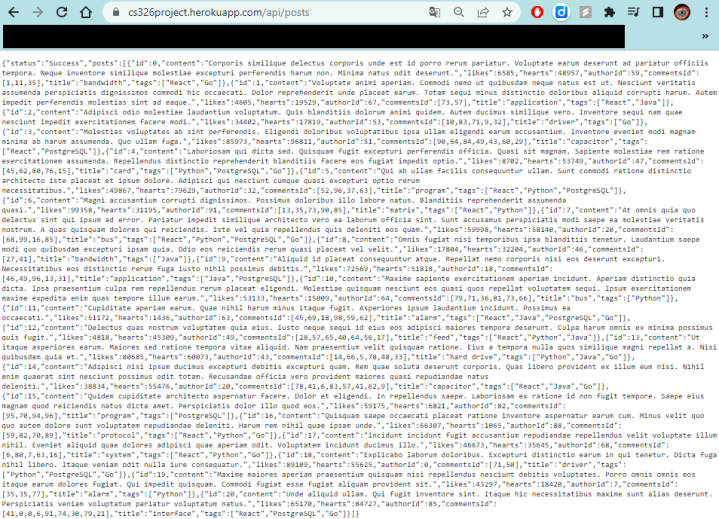 cs326project.herokuapp.com/api/posts
»
{"status":"Success","posts":[{"id":0,"content":"Corporis similique delectus corporis unde est id porro rerum pariatur. Voluptate earum deserunt ad pariatur officiis
tempora. Neque inventore similique molestiae excepturi perferendis harum non. Minima natus odit deserunt.","likes":6585,"hearts":48957,"authorId":59,"commentsId":
[1,11,35],"title":"bandwidth","tags":["React","Go"]},{"id":1,"content":"Voluptate animi aperiam. Commodi nemo ut quibusdam neque natus est ut. Nesciunt veritatis
assumenda perspiciatis dignissimos commodi hic occaecati. Dolor reprehenderit unde placeat earum. Totam sequi minus distinctio doloribus aliquid corrupti harum. Autem
impedit perferendis molestias sint ad eaque.","likes":4605,"hearts":19529,"authorId":67,"commentsId":[73,57],"title":"application","tags":["React","Java"]},
{"id":2,"content":"Adipisci odio molestiae laudantium voluptatum. Quis blanditiis dolorum animi quidem. Autem ducimus similique vero. Inventore sequi nam quae
nesciunt impedit exercitationem facere modi.","likes":34402,"hearts":17819,"authorId":53,"commentsId":[10,83,71,9,32],"title":"driver","tags":["Go"]},
{"id":3,"content":"Molestias voluptates ab sint perferendis. Eligendi doloribus voluptatibus ipsa ullam eligendi earum accusantium. Inventore eveniet modi magnam
minima ab harum assumenda. Quo ullam fuga.","likes":85973,"hearts":96811,"authorId":51,"commentsId":[90,64,84,49,43,60,29],"title":"capacitor","tags":
["React","PostgreSQL"]},{"id":4,"content":"Laboriosam qui dicta sed. Quisquam fugit excepturi perferendis officia. Quasi sit magnam. Sapiente molestiae rem ratione
exercitationem assumenda. Repellendus distinctio reprehenderit blanditiis facere eos fugiat impedit optio.","likes":8702,"hearts":53749,"authorId":47,"commentsId":
[45,62,80,76,15],"title":"card","tags":["Python","PostgreSQL","Go"]},{"id":5,"content":"Qui ab ullam facilis consequuntur ullam. Sunt commodi ratione distinctio
architecto iste placeat et ipsum dolore. Adipisci qui nesciunt cumque quasi excepturi optio rerum
necessitatibus.","likes":49867,"hearts":79629,"authorId":32,"commentsId":[52,96,37,63],"title":"program","tags":["React","Python","PostgreSQL"]},
{"id":6,"content":"Magni accusantium corrupti dignissimos. Possimus doloribus illo labore natus. Blanditiis reprehenderit assumenda
quasi.","likes":99358,"hearts":31195,"authorId":91,"commentsId":[13,35,73,90,85],"title":"matrix","tags":["React","Python"]},{"id":7,"content":"At omnis quia quo
delectus sint qui ipsum ad error. Pariatur impedit similique architecto vero ea laborum officia sint. Sunt accusamus perspiciatis modi saepe ea molestiae veritatis
nostrum. A quas quisquam dolores qui reiciendis. Iste vel quia repellendus quis deleniti eos quam.","likes":59998,"hearts":58140,"authorId":20,"commentsId":
[68,99,16,85],"title":"bus","tags":["React","Python","PostgreSQL","Go"]},{"id":8,"content":"Omnis fugiat nisi temporibus ipsa blanditiis tenetur. Laudantium saepe
modi quo quibusdam excepturi ipsam quia. Odio eos reiciendis rerum quasi placeat vel velit.","likes":17004,"hearts":32204,"authorId":46,"commentsId":
[27,41],"title":"bandwidth","tags":["Java"]},{"id":9,"content":"Aliquid id placeat consequuntur atque. Repellat nemo corporis nisi eos deserunt excepturi.
Necessitatibus eos distinctio rerum fuga iusto nihil possimus debitis.","likes":72569,"hearts":51818,"authorId":18,"commentsId":
[46,49,96,13,31],"title":"application","tags":["Java","PostgreSQL"]},{"id":10,"content":"Maxime sapiente exercitationem aperiam incidunt. Aperiam distinctio quia
dicta. Ipsa praesentium culpa rem repellendus rerum placeat eligendi. Molestiae quisquam nesciunt eos quasi quos repellat voluptatem sequi. Ipsum exercitationem
maxime expedita enim quas tempore illum earum.","likes":53133,"hearts":15009,"authorId":64,"commentsId":[79,71,36,81,73,66],"title":"bus","tags":["Python"]},
{"id":11,"content":"Cupiditate aperiam earum. Quae nihil harum minus itaque fugit. Asperiores ipsum laudantium incidunt. Possimus ea
occaecati.","likes":51172,"hearts":1436,"authorId":63,"commentsId":[45,69,18,98,59,62],"title":"alarm","tags":["React","Java","PostgreSQL","Go"]},
{"id":12,"content":"Delectus quas nostrum voluptatum quia eius. Iusto neque sequi id eius eos adipisci maiores tempora deserunt. Culpa harum omnis ex minima possimus
quis fugit.","likes":4818,"hearts":45309,"authorId":49,"commentsId":[28,57,65,40,64,56,17],"title":"feed","tags":["React","Python","Java"]},{"id":13,"content":"Ut
itaque asperiores earum. Maiores sed ratione tempora vitae aliquid. Nam praesentium velit quisquam ratione. Eius a tempora nulla quos similique magni repellat a. Nisi
quibusdam quia et.","likes":80685,"hearts":60073,"authorId":43,"commentsId":[14,66,5,78,48,33],"title":"hard drive","tags":["Python","Java","Go"]},
{"id":14,"content":"Adipisci nisi ipsum ducimus excepturi debitis excepturi quam. Rem quae soluta deserunt corporis. Quas libero provident ex illum eum nisi. Nihil
enim quaerat sint nesciunt possimus odit totam. Recusandae officia vero provident maiores quasi repudiandae natus
deleniti.","likes":38834,"hearts":55476,"authorId":20,"commentsId":[78,41,6,83,57,41,62,9],"title":"capacitor","tags":["React","Java","Go"]},
{"id":15,"content":"Quidem cupiditate architecto aspernatur facere. Dolor et eligendi. In repellendus saepe. Laboriosam ex ratione id non fugit tempore. Saepe eius
magnam quod reiciendis natus dicta amet. Perspiciatis dolor illo quod eos.","likes":59175,"hearts":6821,"authorId":82,"commentsId":
[95,70,94,96],"title":"program","tags":["PostgreSQL"]},{"id":16,"content":"Quisquam saepe occaecati placeat ratione inventore aspernatur earum cum. Minus velit quo
quo autem dolore sunt voluptatem repudiandae deleniti. Harum rem nihil quae ipsam unde.","likes":66307,"hearts":1065,"authorId":88,"commentsId":
[59,82,70,89],"title":"protocol","tags":["React","Python","Go"]},{"id":17,"content":"Incidunt incidunt fugit accusantium repudiandae repellendus velit voluptate illum
nihil. Eveniet aliquid quae dolores adipisci quae aperiam odit. Voluptatem incidunt ducimus illo.","likes":46673,"hearts":35645,"authorId":68,"commentsId":
[6,80,7,63,16],"title":"system","tags":["React","Python","Go"]},{"id":18,"content":"Explicabo laborum doloribus. Excepturi distinctio earum in qui tenetur. Dicta fuga
nihil libero. Itaque veniam odit nulla iure consequatur.","likes":89109,"hearts":55625,"authorId":0,"commentsId":[71,50],"title":"driver","tags":
["Python","PostgreSQL","Go"]},{"id":19,"content":"Maxime maiores aperiam praesentium quisquam nisi repellendus nesciunt debitis voluptates. Porro omnis omnis eos
itaque earum dolores fugiat. Qui impedit quisquam. Commodi fugiat esse fugiat aliquam provident sit.","likes":43297,"hearts":18420,"authorId":7,"commentsId":
[35,35,77],"title":"alarm","tags":["Python"]},{"id":20,"content":"Unde aliquid ullam. Qui fugit inventore sint. Itaque hic necessitatibus maxime sunt alias deserunt.
Perspiciatis veniam voluptatum pariatur voluptatum natus.","likes":65170,"hearts":84727,"authorId":85,"commentsId":
[41,0,0,6,91,74,30,79,21],"title":"interface","tags":["React","PostgreSQL","Go"]}]}